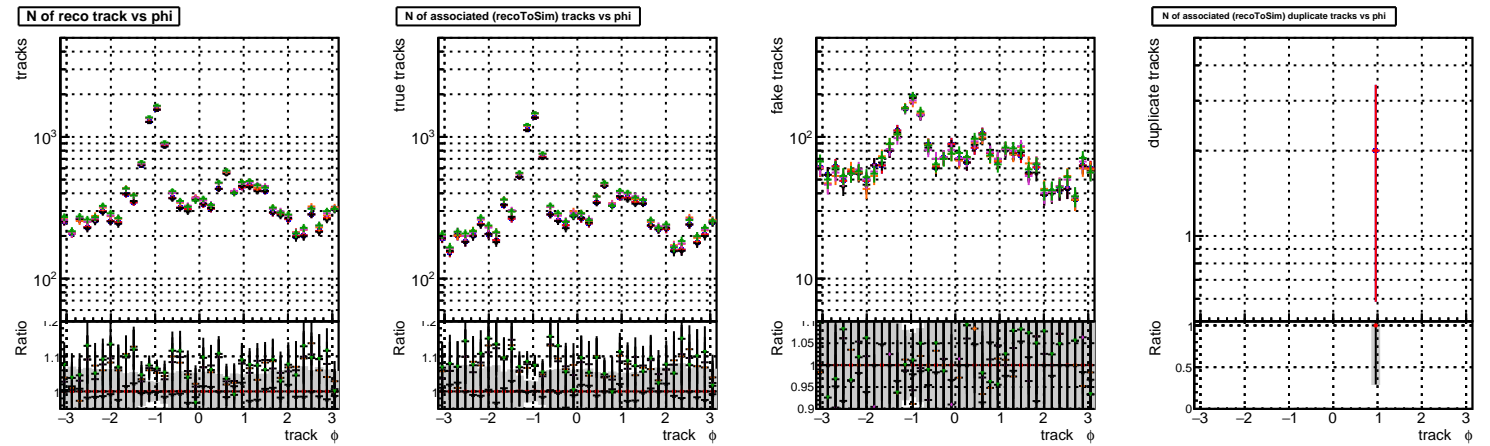 N of reco track vs phi
tracks
10³
10²
Ratio
1.2
1.1
−3 −2 −1 0 1 2 3
track ϕ
N of associated (recoToSim) tracks vs phi
true tracks
10³
10²
Ratio
1.2
1.1
−3 −2 −1 0 1 2 3
track ϕ
fake tracks
10²
10
Ratio
1.1
1.05
1
0.95
0.9
−3 −2 −1 0 1 2 3
track ϕ
N of associated (recoToSim) duplicate tracks vs phi
duplicate tracks
1
Ratio
1
0.5
0
−3 −2 −1 0 1 2 3
track ϕ